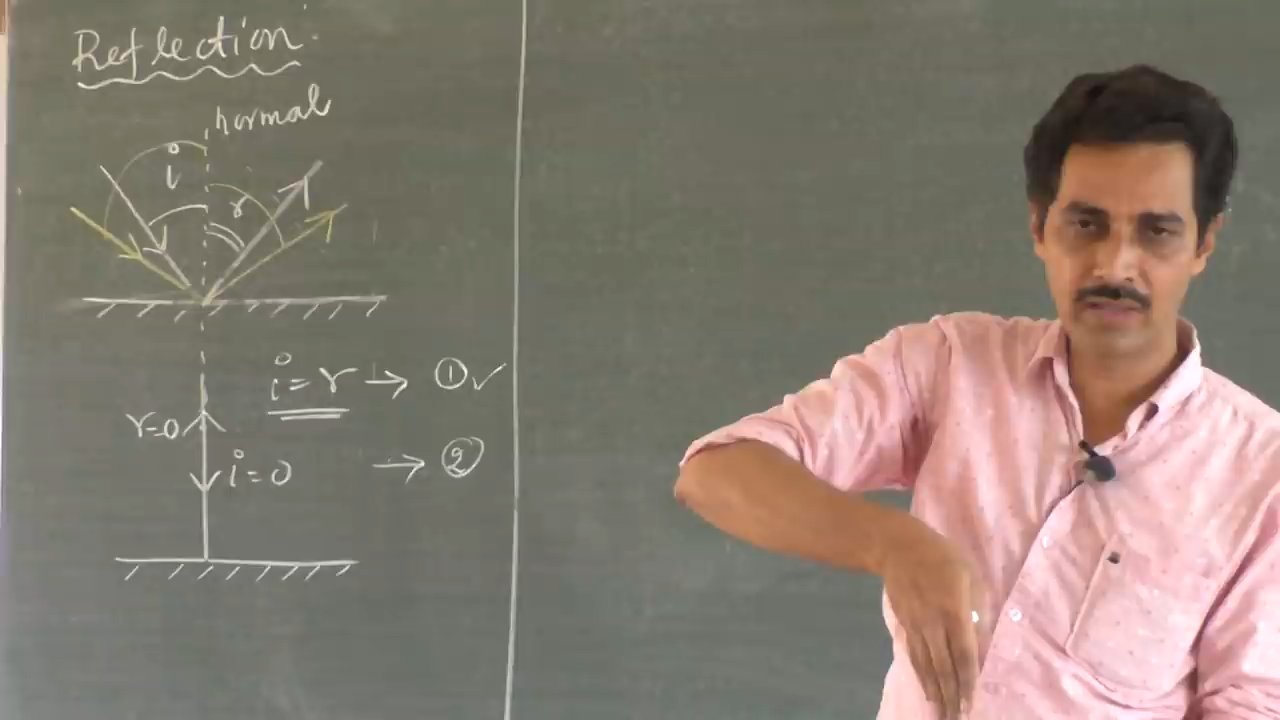 Reflection:
normal
i
r
i=r → ①✓
r=0
i=0 → ②